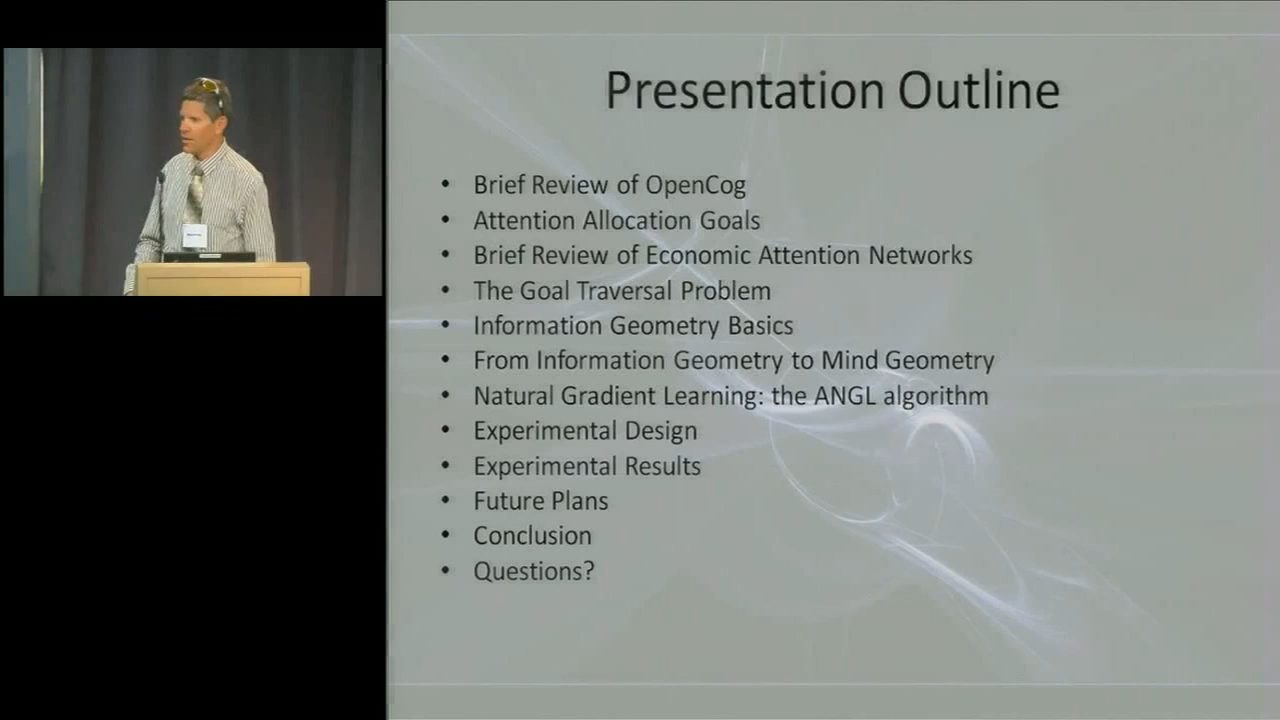 Presentation Outline
• Brief Review of OpenCog
• Attention Allocation Goals
• Brief Review of Economic Attention Networks
• The Goal Traversal Problem
• Information Geometry Basics
• From Information Geometry to Mind Geometry
• Natural Gradient Learning: the ANGL algorithm
• Experimental Design
• Experimental Results
• Future Plans
• Conclusion
• Questions?